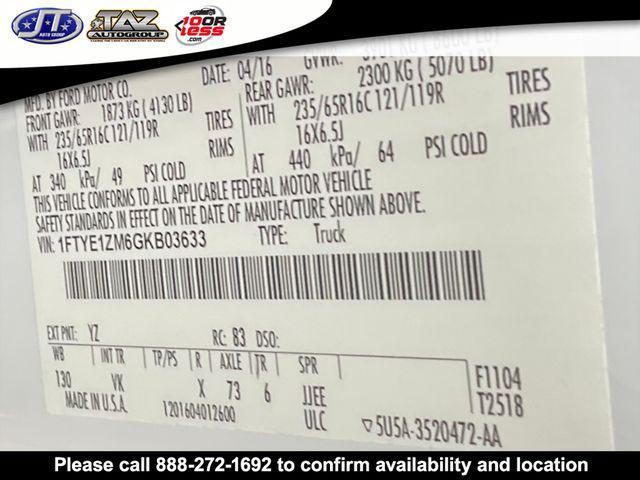 JT AUTO GROUP TAZ AUTOGROUP 10OR less.com
MFD. BY FORD MOTOR CO. DATE: 04/16 GVWR:
FRONT GAWR: 1873 KG ( 4130 LB) REAR GAWR: 2300 KG ( 5070 LB)
WITH 235/65R16C 121/119R TIRES WITH 235/65R16C 121/119R TIRES
16X6.5J RIMS 16X6.5J RIMS
AT 340 kPa/ 49 PSI COLD AT 440 kPa/ 64 PSI COLD
THIS VEHICLE CONFORMS TO ALL APPLICABLE FEDERAL MOTOR VEHICLE
SAFETY STANDARDS IN EFFECT ON THE DATE OF MANUFACTURE SHOWN ABOVE.
VIN: 1FTYE1ZM6GKB03633 TYPE: Truck
EXT PNT: YZ RC: 83 DSO:
WB INT TR TP/PS R AXLE TR SPR
130 VK X 73 6 JJEE F1104
MADE IN U.S.A. 1201604012600 ULC T2518
5U5A-3520472-AA
Please call 888-272-1692 to confirm availability and location